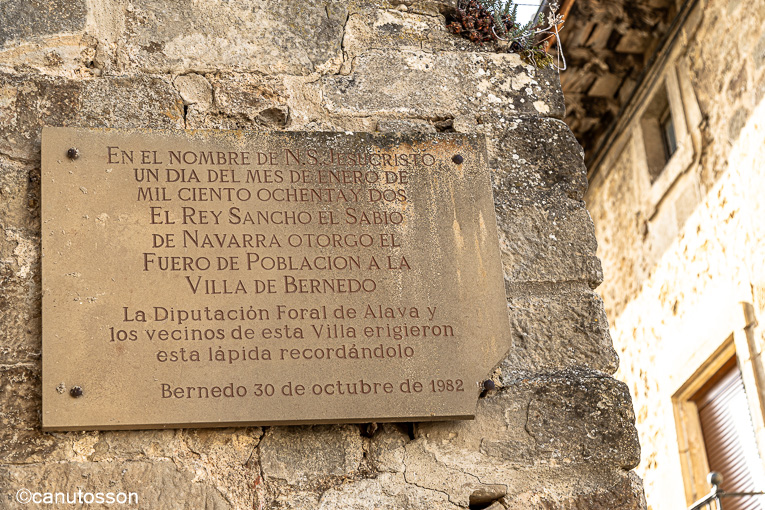 EN EL NOMBRE DE N.S. JESUCRISTO
UN DIA DEL MES DE ENERO DE
MIL CIENTO OCHENTA Y DOS
EL REY SANCHO EL SABIO
DE NAVARRA OTORGO EL
FUERO DE POBLACION A LA
VILLA DE BERNEDO
La Diputación Foral de Alava y
los vecinos de esta Villa erigieron
esta lápida recordándolo
Bernedo 30 de octubre de 1982
©canutosson